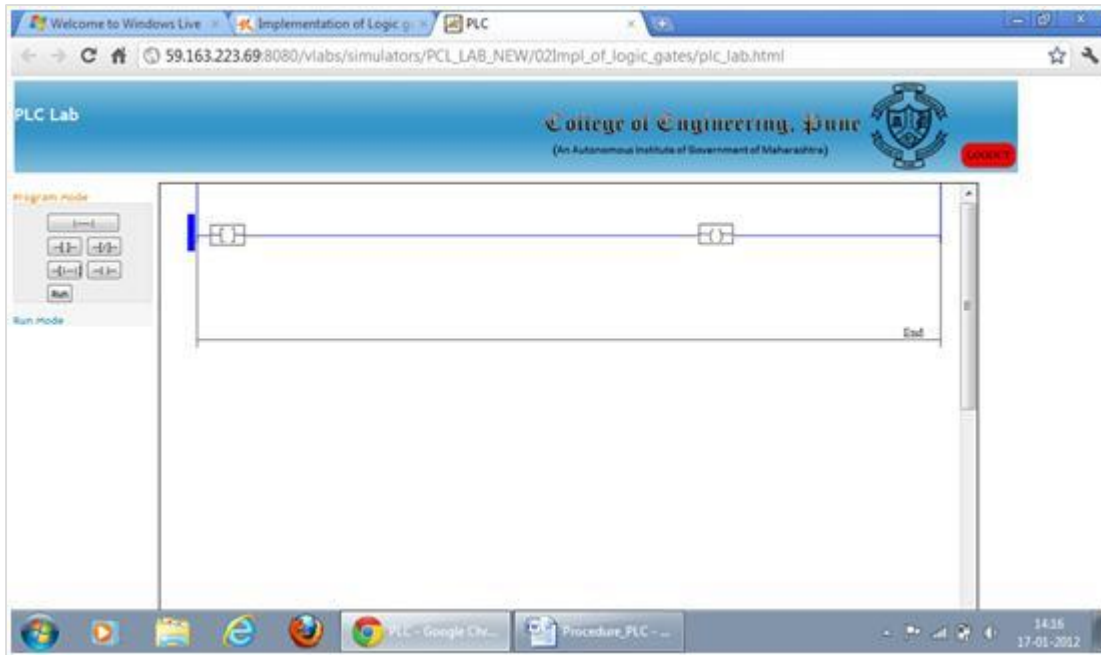 Welcome to Windows Live
Implementation of Logic g
PLC
59.163.223.69:8080/vlabs/simulators/PCL_LAB_NEW/02Impl_of_logic_gates/plc_lab.html
PLC Lab
College of Engineering, Pune
(An Autonomous Institute of Government of Maharashtra)
LOGOUT
Program mode
Run
Run Mode
End
PLC - Google Chr...
Procedure_PLC - ...
14:16
17-01-2012